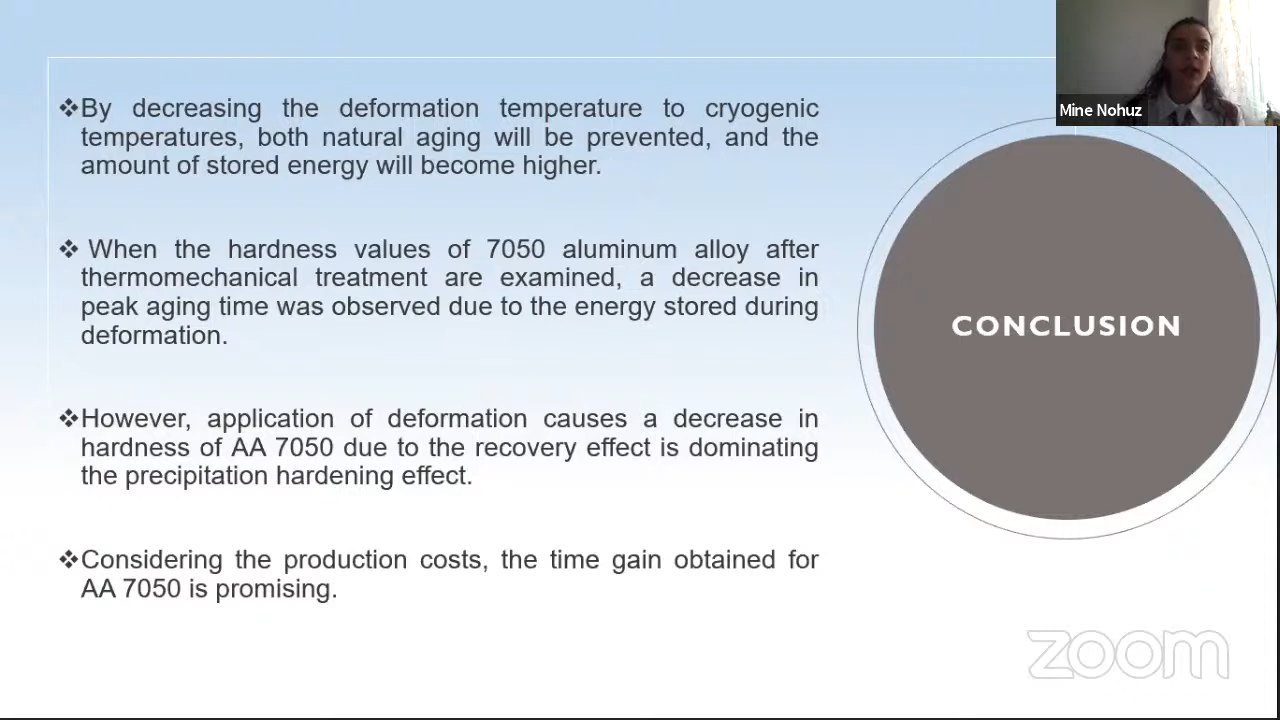 ❖By decreasing the deformation temperature to cryogenic
temperatures, both natural aging will be prevented, and the
amount of stored energy will become higher.
❖ When the hardness values of 7050 aluminum alloy after
thermomechanical treatment are examined, a decrease in
peak aging time was observed due to the energy stored during
deformation.
❖However, application of deformation causes a decrease in
hardness of AA 7050 due to the recovery effect is dominating
the precipitation hardening effect.
❖Considering the production costs, the time gain obtained for
AA 7050 is promising.
CONCLUSION
Mine Nohuz
zoom